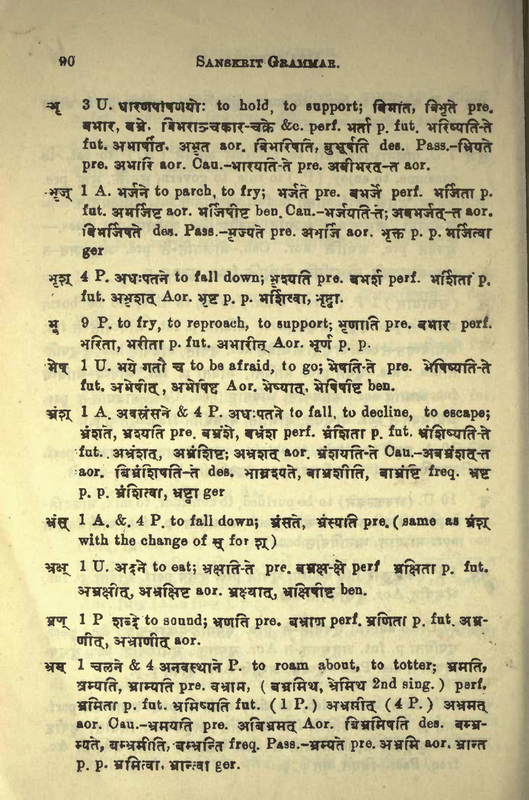 90 SANSKRIT GRAMMAR.
भृ 3 U. धारणपोषणयोः to hold, to support; बिभर्ति, बिभृते pre.
बभार, बभ्रे, बिभराञ्चकार-चक्रे &c. perf. भर्ता p. fut. भरिष्यति-ते
fut. अभार्षीत्, अभृत aor. बिभरिषति, बुभूर्षति des. Pass.-भ्रियते
pre. अभारि aor. Cau.-भारयति-ते pre. अबीभरत्-त aor.
भृज् 1 A. भर्जने to parch, to fry; भर्जते pre. बभर्जे perf. भर्जिता p.
fut. अभर्जिष्ट aor. भर्जिषीष्ट ben. Cau.-भर्जयति-ते; अबभर्जत्-त aor.
बिभर्जिषते des. Pass.-भृज्यते pre. अभर्जि aor. भृक्त p. p. भर्जित्वा
ger
भृश् 4 P. अधःपतने to fall down; भृश्यति pre. बभर्श perf. भर्शिता p.
fut. अभृशत् Aor. भृष्ट p. p. भर्शित्वा, भृष्ट्वा.
भॄ 9 P. to fry, to reproach, to support; भृणाति pre. बभार perf.
भरिता, भरीता p. fut. अभारीत् Aor. भूर्ण p. p.
भेष् 1 U. भये गतौ च to be afraid, to go; भेषति-ते pre. भेषिष्यति-ते
fut. अभेषीत्, अभेषिष्ट Aor. भेष्यात्, भेषिषीष्ट ben.
भ्रंश् 1 A. अवस्रंसने & 4 P. अधःपतने to fall, to decline, to escape;
भ्रंशते, भ्रश्यति pre. बभ्रंशे, बभ्रंश perf. भ्रंशिता p. fut. भ्रंशिष्यति-ते
fut. अभ्रंशत्, अभ्रंशिष्ट; अभ्रशत् aor. भ्रंशयति-ते Cau.-अबभ्रंशत्-त
aor. बिभ्रंशिषति-ते des. बाभ्रश्यते, बाभ्रशीति, बाभ्रंष्टि freq. भ्रष्ट
p. p. भ्रंशित्वा, भ्रष्ट्वा ger
भ्रंस् 1 A. & 4 P. to fall down; भ्रंसते, भ्रंस्यति pre. (same as भ्रंश्
with the change of स् for श्)
भ्रक्ष् 1 U. अदने to eat; भ्रक्षति-ते pre. बभ्रक्ष-क्षे perf भ्रक्षिता p. fut.
अभ्रक्षीत्, अभ्रक्षिष्ट aor. भ्रक्ष्यात्, भ्रक्षिषीष्ट ben.
भ्रण् 1 P शब्दे to sound; भ्रणति pre. बभ्राण perf. भ्रणिता p. fut. अभ्र-
णीत्, अभ्राणीत् aor.
भ्रम् 1 चलने & 4 अनवस्थाने P. to roam about, to totter; भ्रमति,
भ्रम्यति, भ्राम्यति pre. बभ्राम, (बभ्रमिथ, भ्रेमिथ 2nd sing.) perf.
भ्रमिता p. fut. भ्रमिष्यति fut. (1 P.) अभ्रमीत् (4 P.) अभ्रमत्
aor. Cau.-भ्रमयति pre. अबिभ्रमत् Aor. बिभ्रमिषति des. बम्भ्र-
म्यते, बम्भ्रमीति, बम्भ्रन्ति freq. Pass.-भ्रम्यते pre. अभ्रमि aor. भ्रान्त
p. p. भ्रमित्वा, भ्रान्त्वा ger.